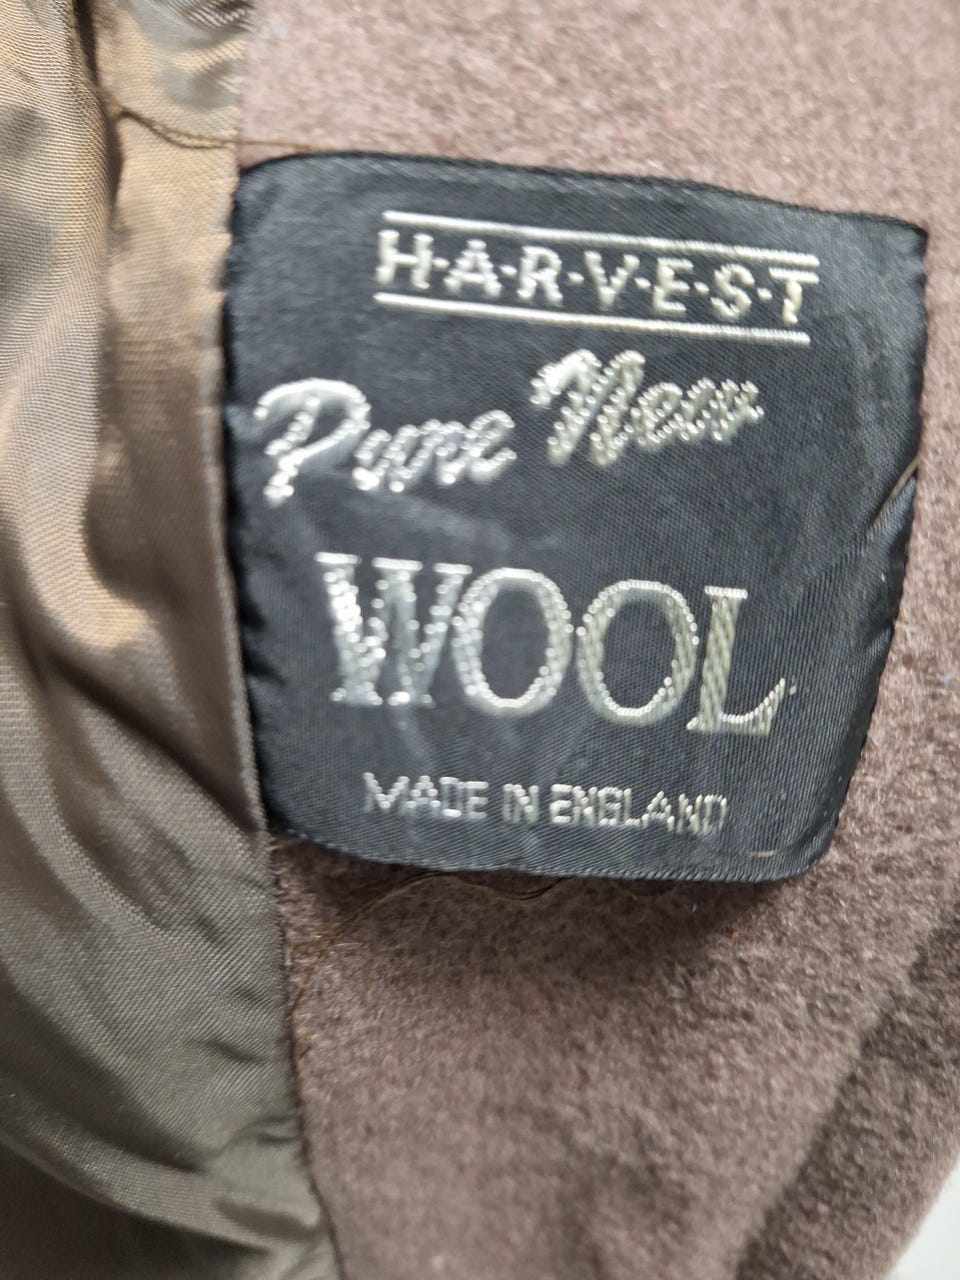 H·A·R·V·E·S·T
Pure New
WOOL
MADE IN ENGLAND